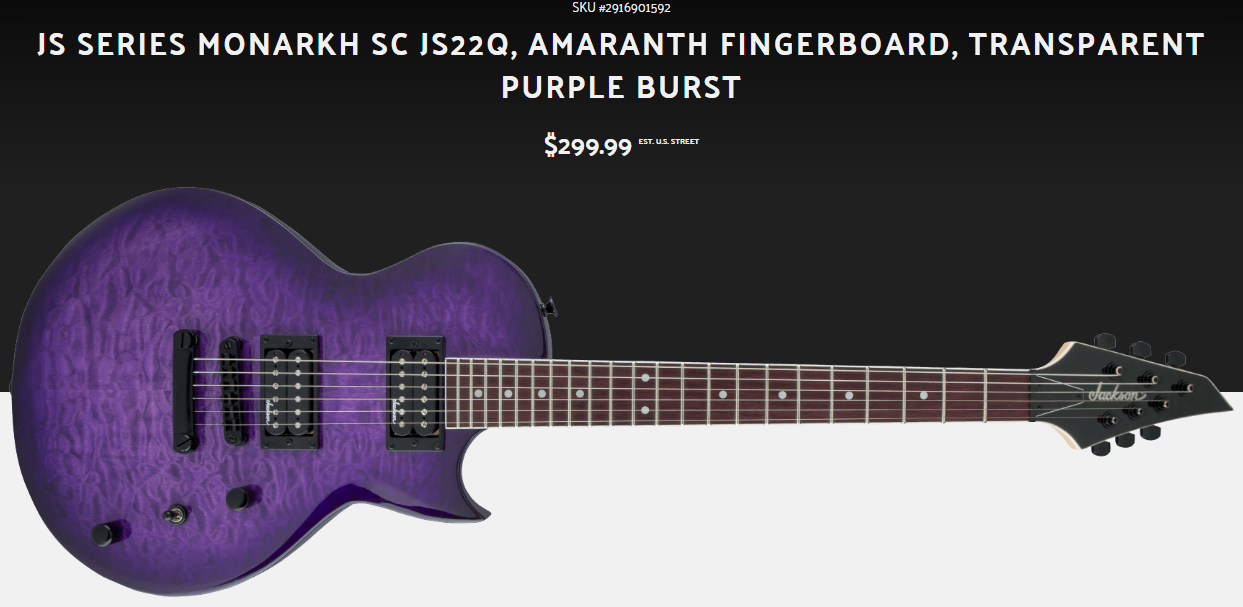 SKU #2916901592
JS SERIES MONARKH SC JS22Q, AMARANTH FINGERBOARD, TRANSPARENT
PURPLE BURST
$299.99 EST. U.S. STREET
Jackson